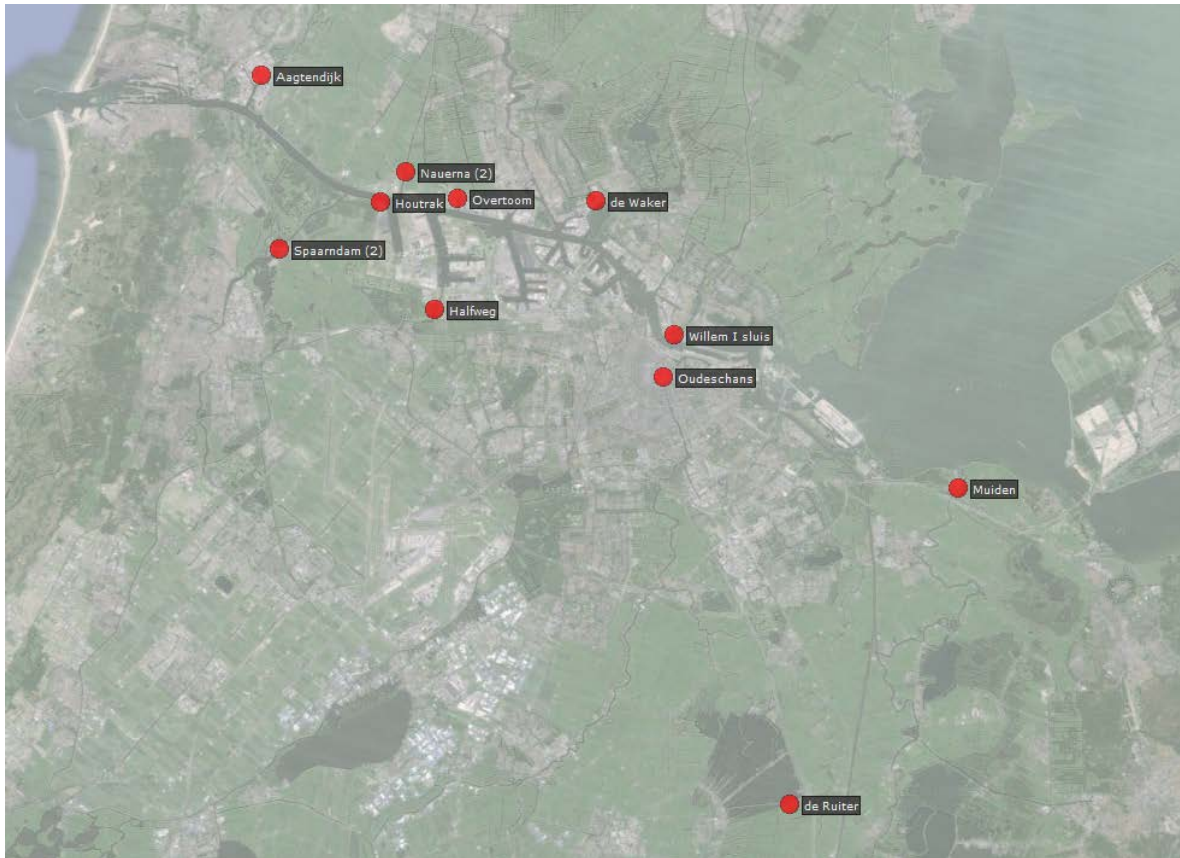 Aagtendijk
Nauerna (2)
Houtrak
Overtoom
de Waker
Spaarndam (2)
Halfweg
Willem I sluis
Oudeschans
Muiden
de Ruiter